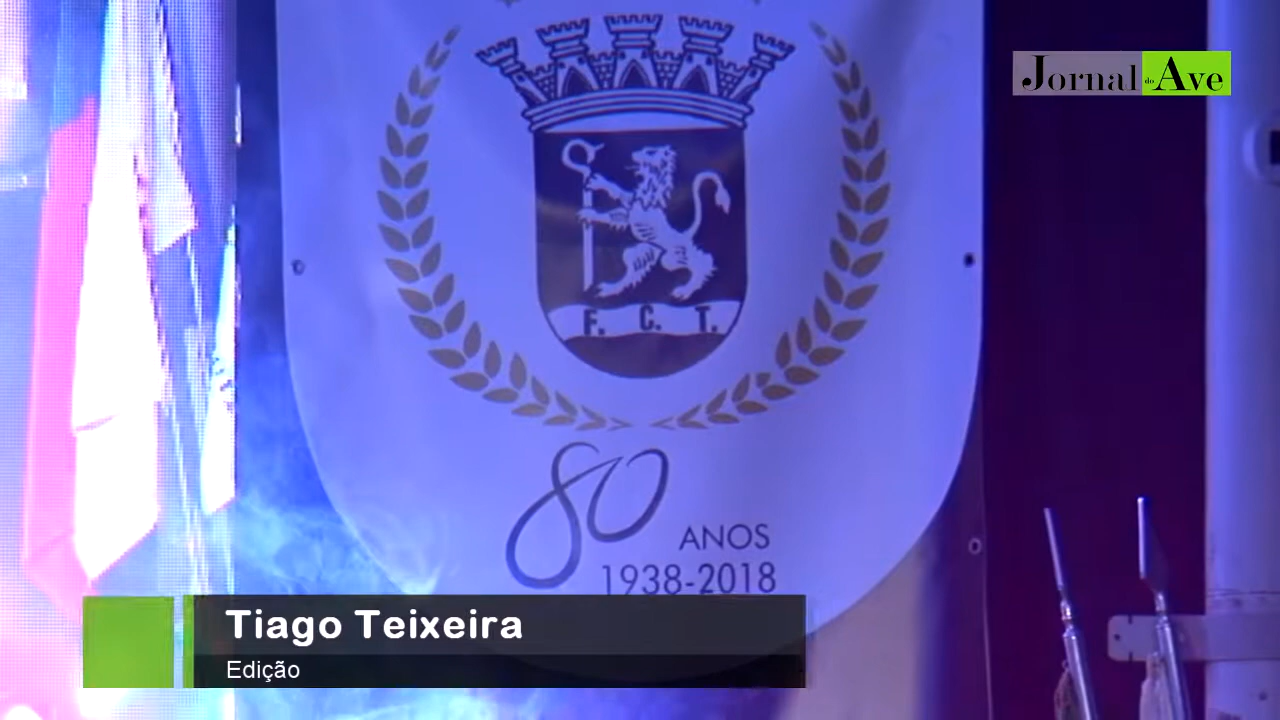 Jornal do Ave
F. C. T.
80 ANOS
1938-2018
Tiago Teixeira
Edição